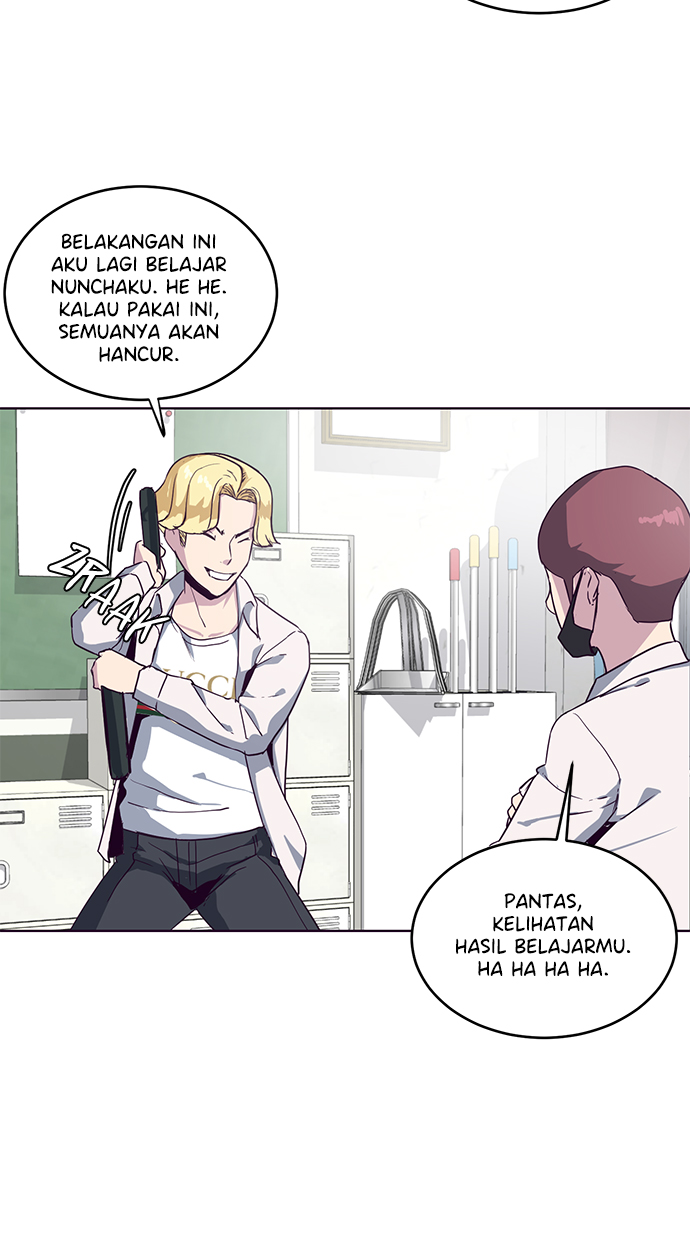 BELAKANGAN INI
AKU LAGI BELAJAR
NUNCHAKU. HE HE.
KALAU PAKAI INI,
SEMUANYA AKAN
HANCUR.
ZRAAK
UCCI
PANTAS,
KELIHATAN
HASIL BELAJARMU.
HA HA HA HA.